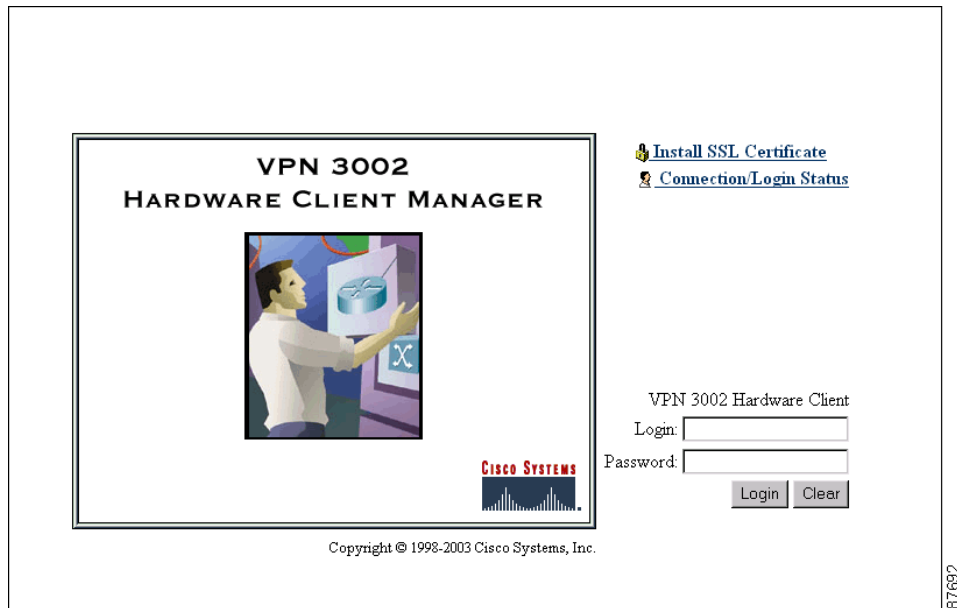 VPN 3002
HARDWARE CLIENT MANAGER
CISCO SYSTEMS
Install SSL Certificate
Connection/Login Status
VPN 3002 Hardware Client
Login:
Password:
Login Clear
Copyright © 1998-2003 Cisco Systems, Inc.
87692